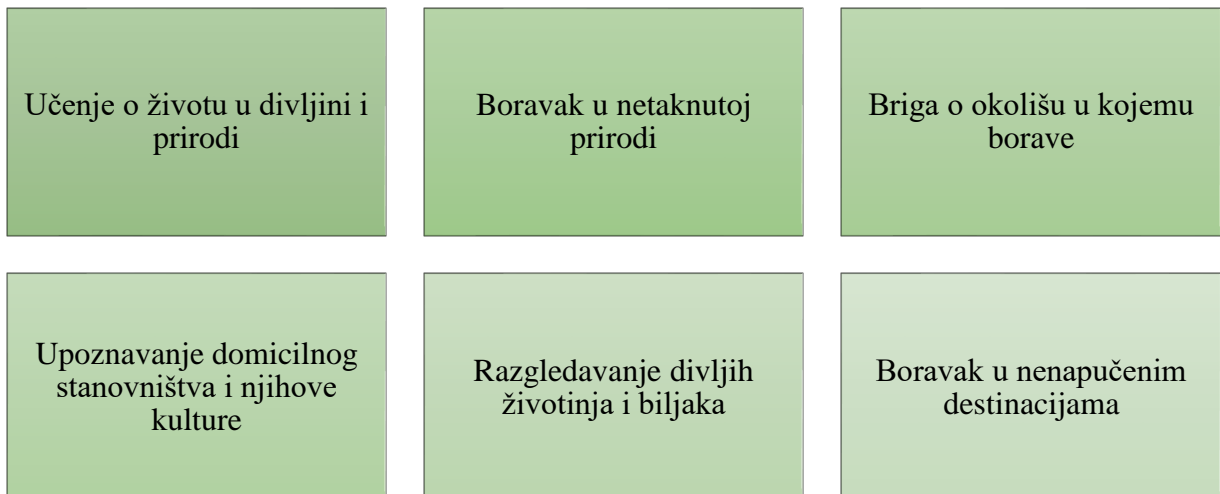 Učenje o životu u divljini i
prirodi
Boravak u netaknutoj
prirodi
Briga o okolišu u kojemu
borave
Upoznavanje domicilnog
stanovništva i njihove
kulture
Razgledavanje divljih
životinja i biljaka
Boravak u nenapučenim
destinacijama